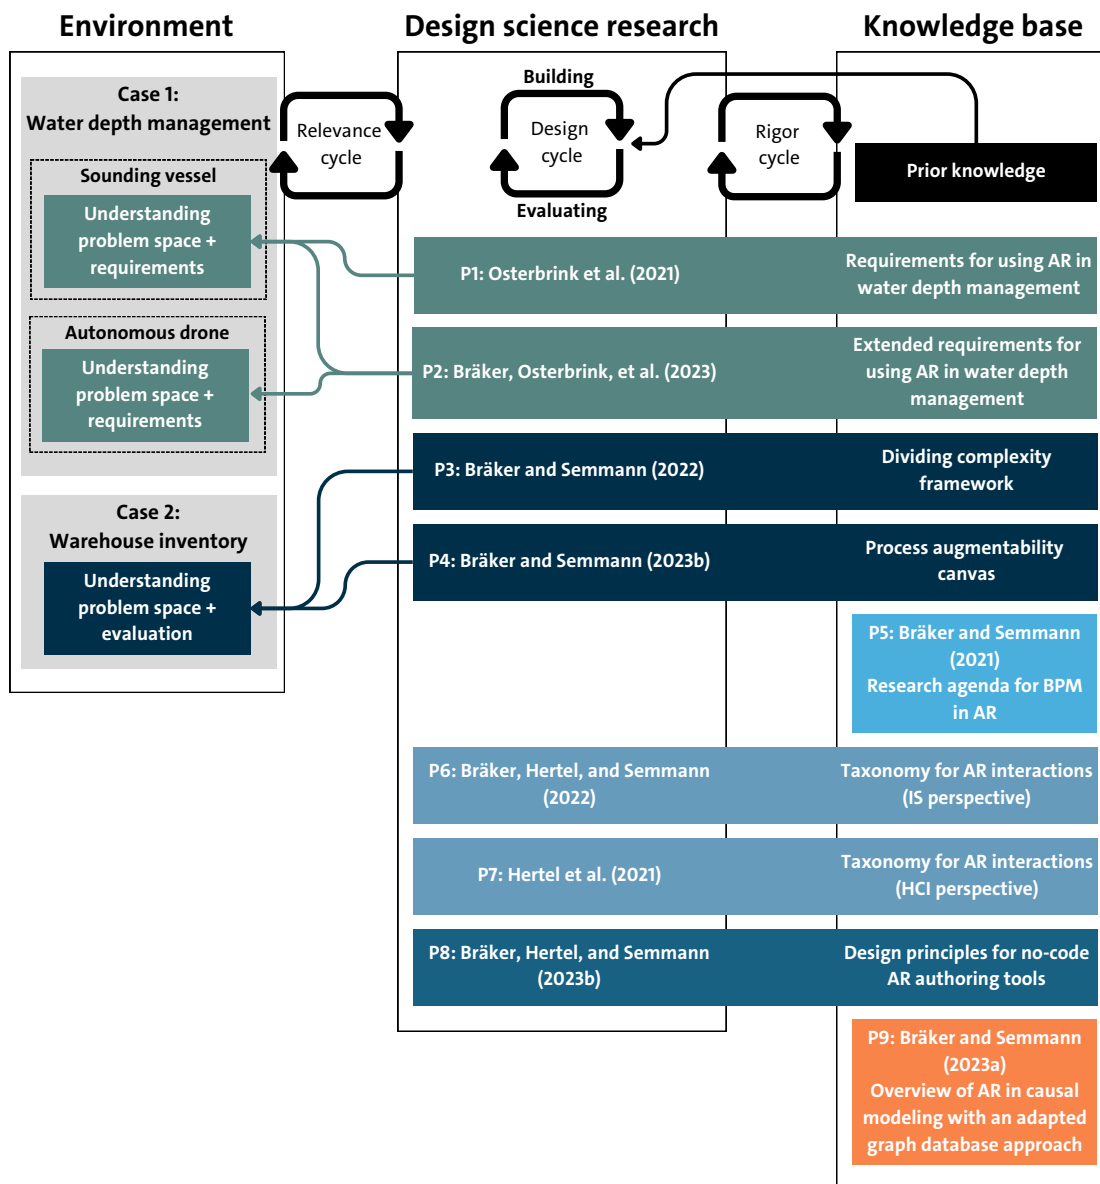 Environment
Design science research
Knowledge base
Case 1:
Water depth management
Sounding vessel
Understanding
problem space +
requirements
Autonomous drone
Understanding
problem space +
requirements
Case 2:
Warehouse inventory
Understanding
problem space +
evaluation
Relevance
cycle
Building
Design
cycle
Evaluating
Rigor
cycle
Prior knowledge
P1: Osterbrink et al. (2021)
Requirements for using AR in
water depth management
P2: Bräker, Osterbrink, et al. (2023)
Extended requirements for
using AR in water depth
management
P3: Bräker and Semmann (2022)
Dividing complexity
framework
P4: Bräker and Semmann (2023b)
Process augmentability
canvas
P5: Bräker and Semmann
(2021)
Research agenda for BPM
in AR
P6: Bräker, Hertel, and Semmann
(2022)
Taxonomy for AR interactions
(IS perspective)
P7: Hertel et al. (2021)
Taxonomy for AR interactions
(HCI perspective)
P8: Bräker, Hertel, and Semmann
(2023b)
Design principles for no-code
AR authoring tools
P9: Bräker and Semmann
(2023a)
Overview of AR in causal
modeling with an adapted
graph database approach